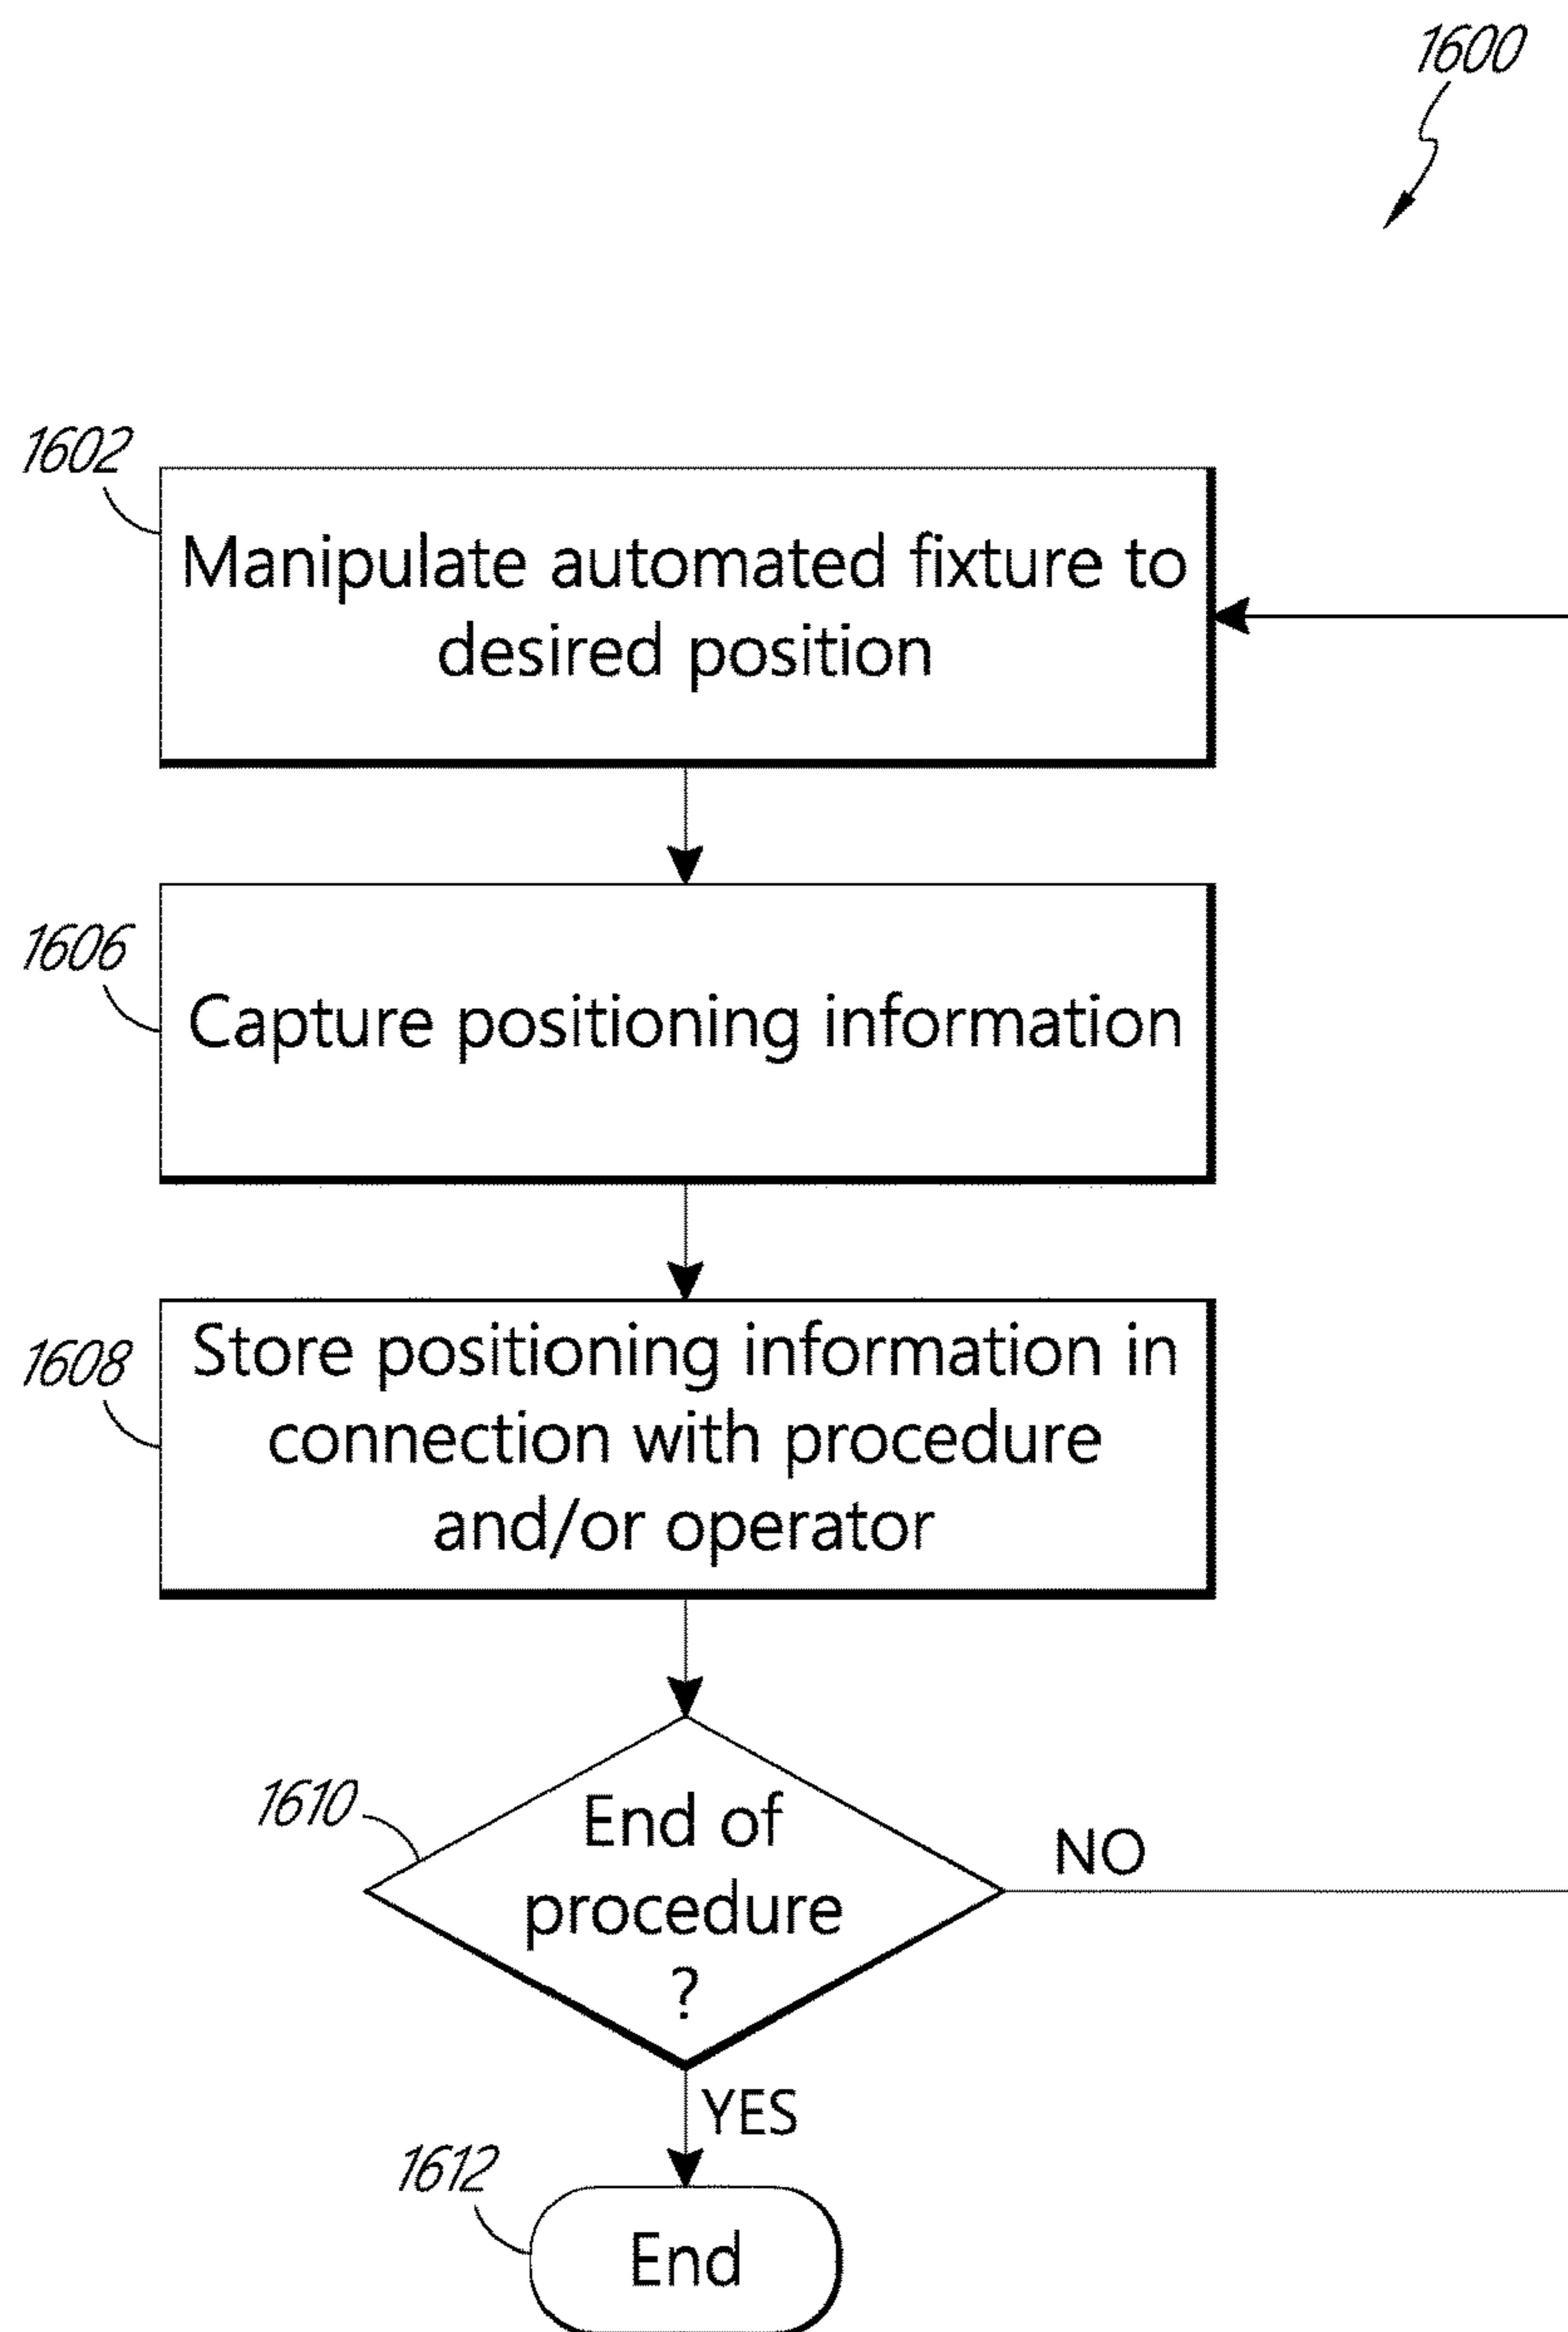 1600
1602
Manipulate automated fixture to
desired position
1606
Capture positioning information
1608
Store positioning information in
connection with procedure
and/or operator
1610
End of
procedure
?
NO
YES
1612
End